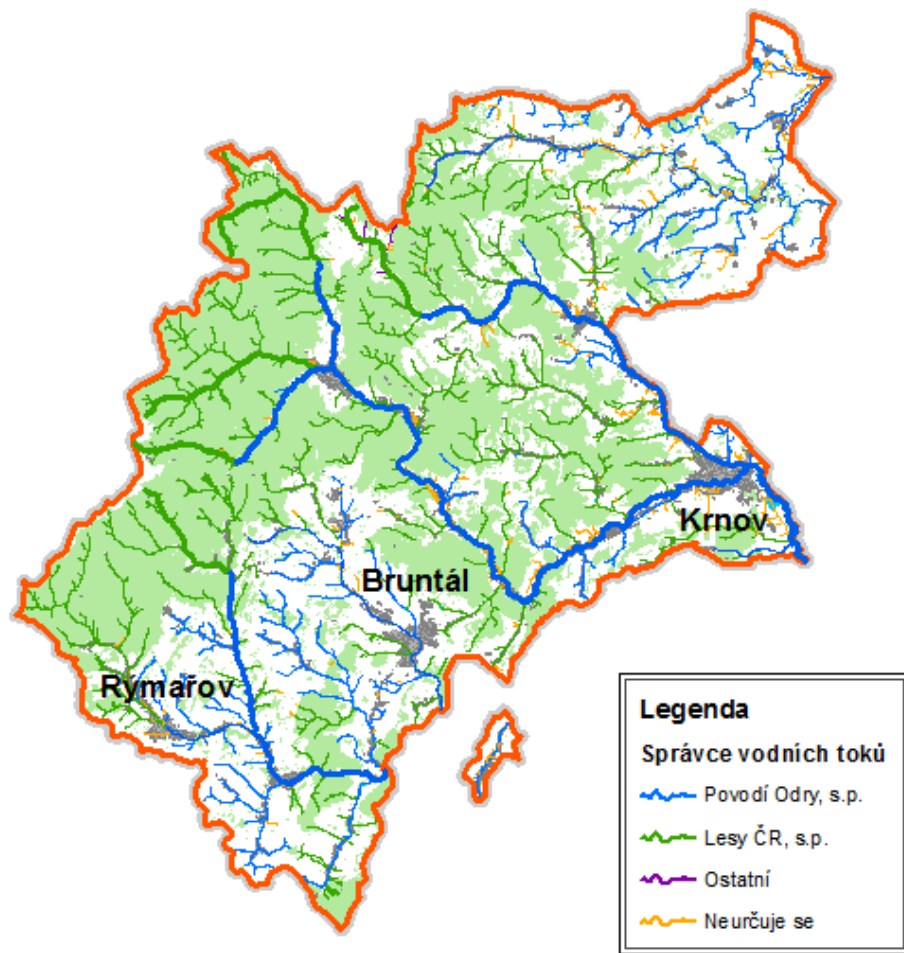 Krnov
Bruntál
Rýmařov
Legenda
Správce vodních toků
Povodí Odry, s.p.
Lesy ČR, s.p.
Ostatní
Neurčuje se